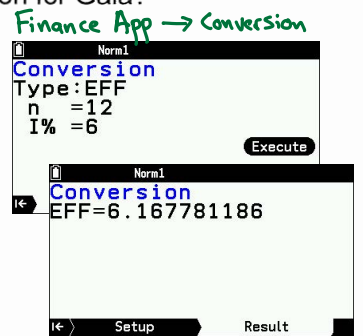 Finance App → Conversion
Norm1
Conversion
Type:EFF
n =12
I% =6
Execute
Norm1
Conversion
EFF=6.167781186
Setup
Result